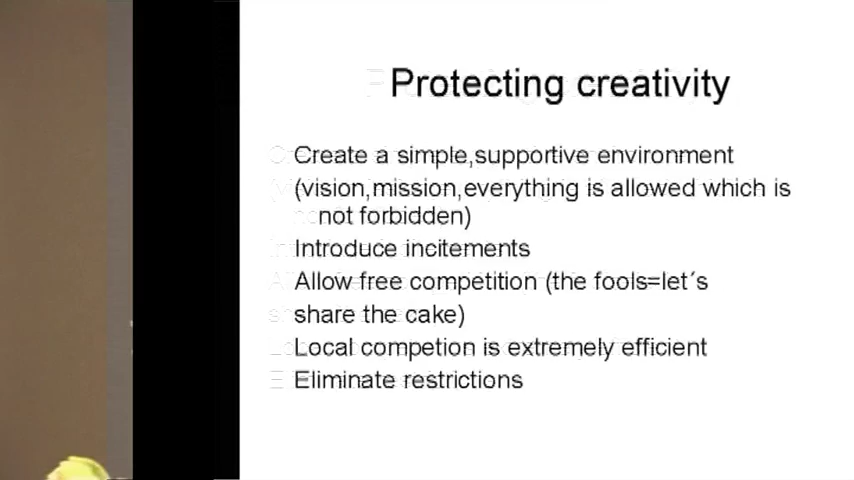 Protecting creativity
Create a simple,supportive environment
(vision,mission,everything is allowed which is
not forbidden)
Introduce incitements
Allow free competition (the fools=let´s
share the cake)
Local competion is extremely efficient
Eliminate restrictions